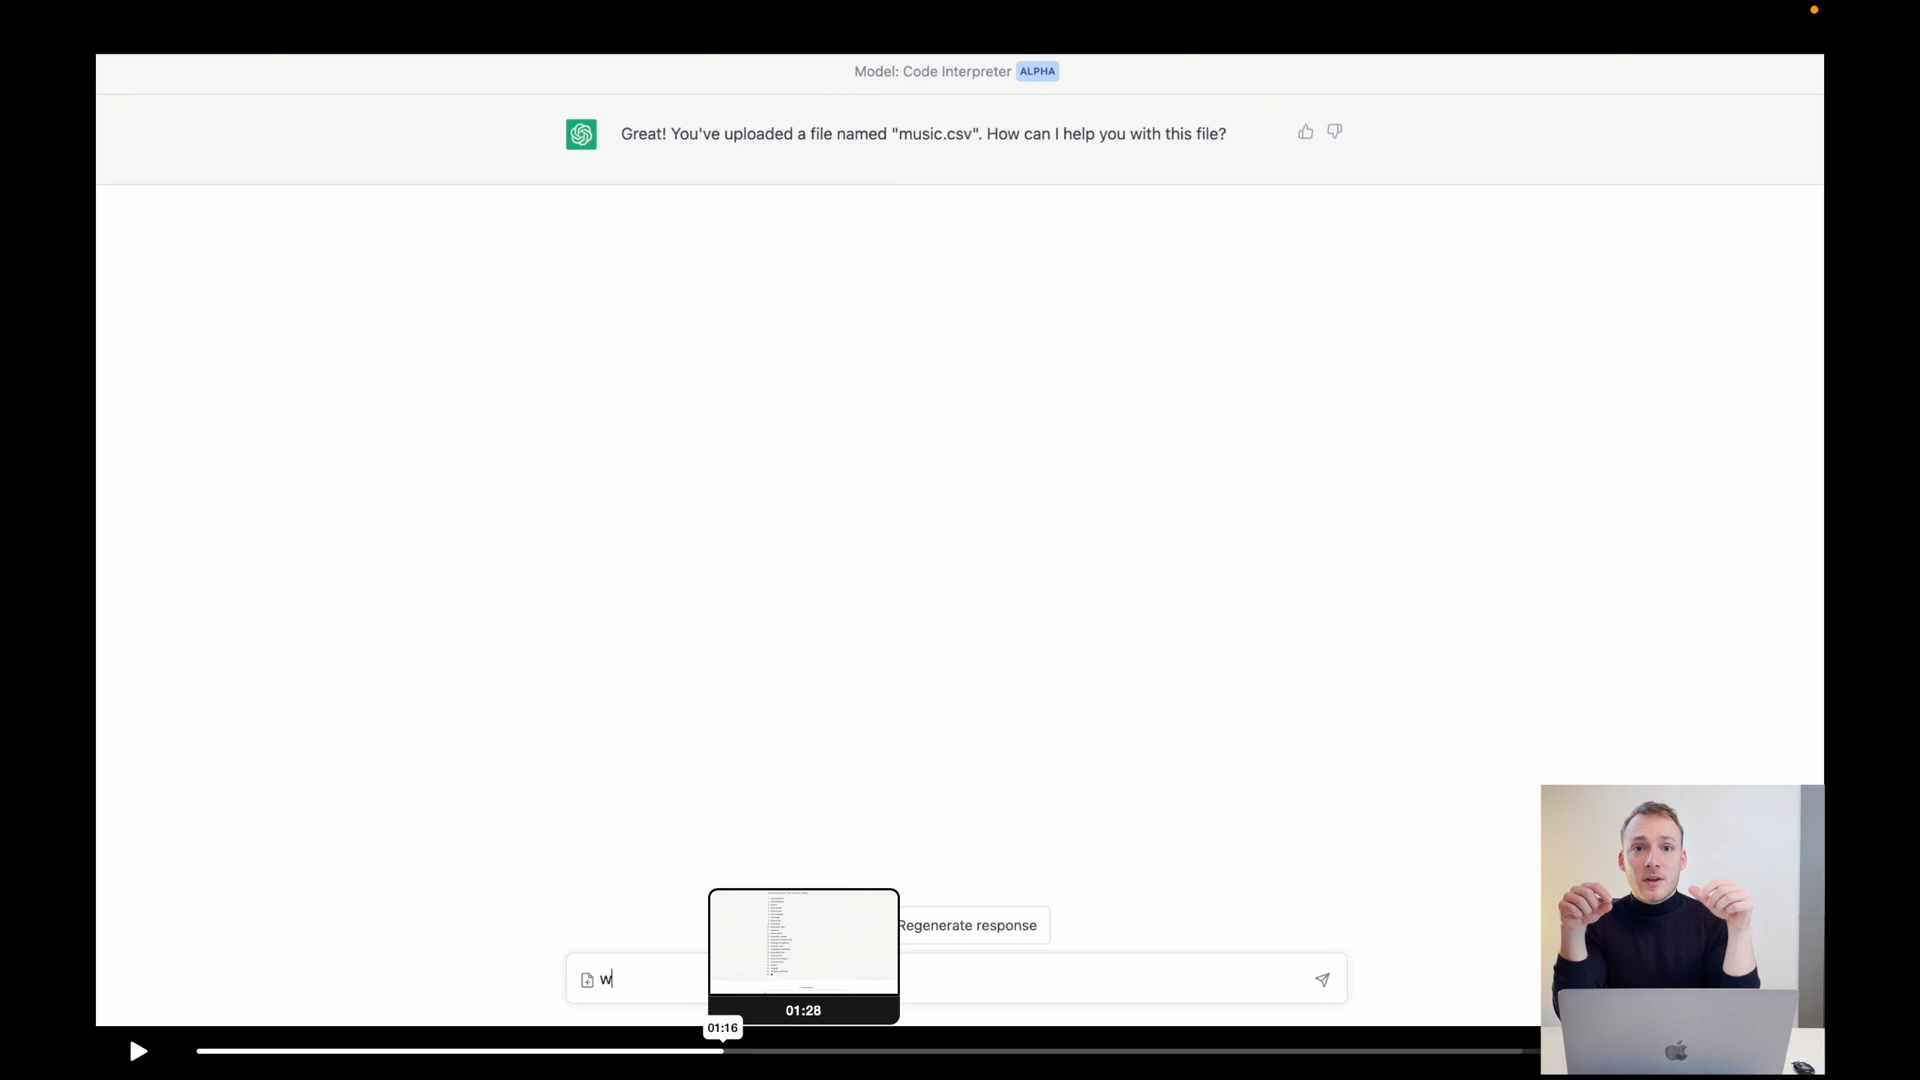 Model: Code Interpreter ALPHA
Great! You've uploaded a file named "music.csv". How can I help you with this file?
Regenerate response
W
01:28
01:16